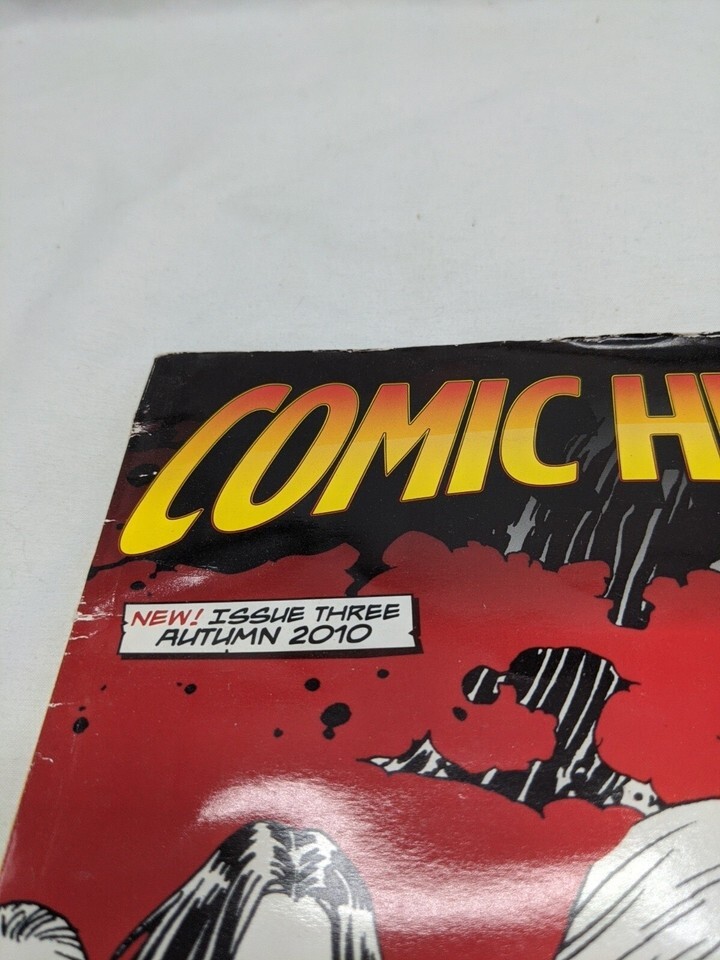 COMIC H
NEW! ISSUE THREE
AUTUMN 2010